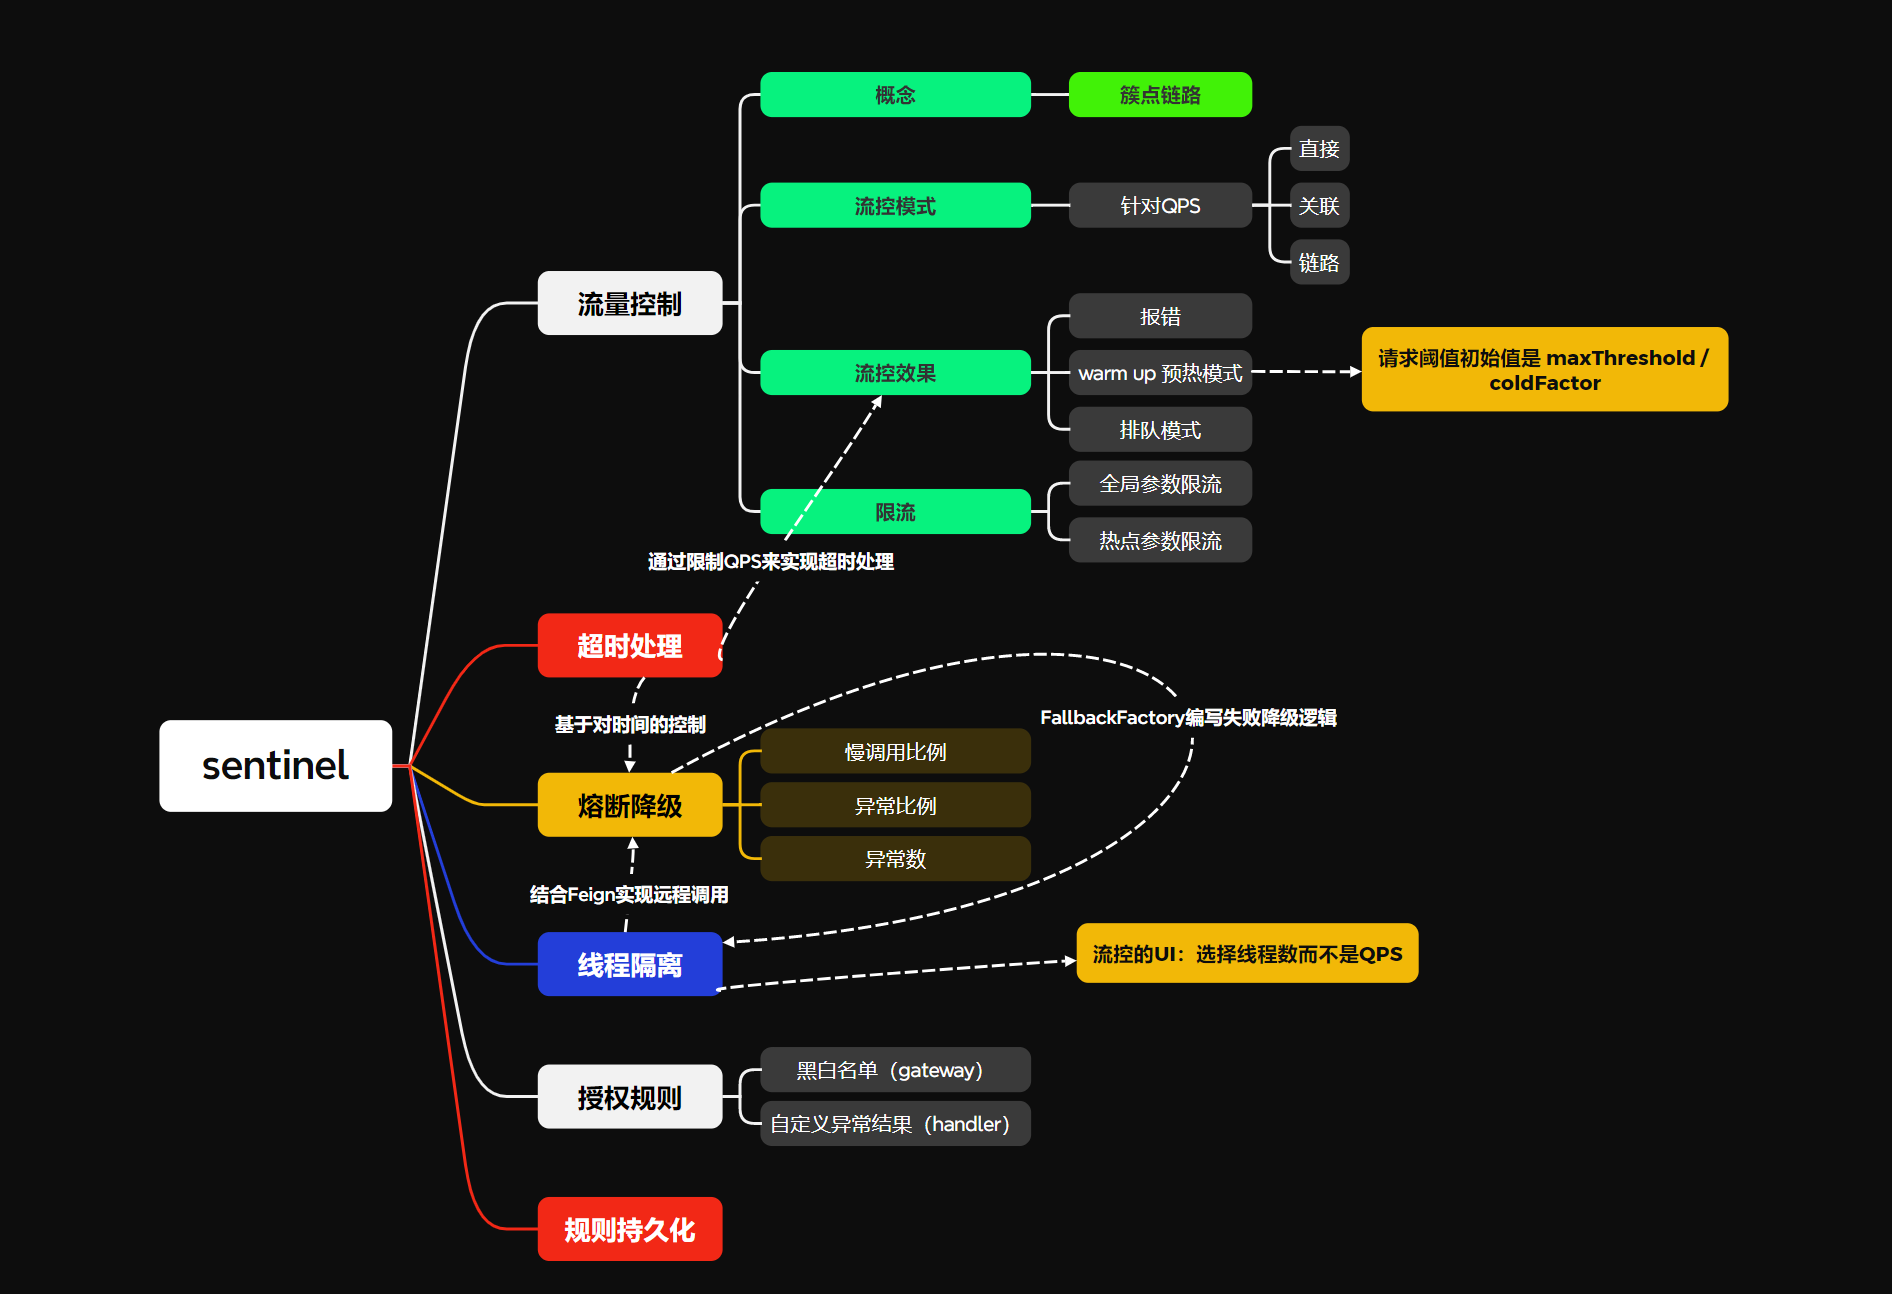 sentinel
流量控制
概念
簇点链路
流控模式
针对QPS
直接
关联
链路
流控效果
报错
warm up 预热模式
请求阈值初始值是 maxThreshold /
coldFactor
排队模式
限流
全局参数限流
热点参数限流
通过限制QPS来实现超时处理
超时处理
基于对时间的控制
FallbackFactory编写失败降级逻辑
熔断降级
慢调用比例
异常比例
异常数
结合Feign实现远程调用
线程隔离
流控的UI：选择线程数而不是QPS
授权规则
黑白名单（gateway）
自定义异常结果（handler）
规则持久化